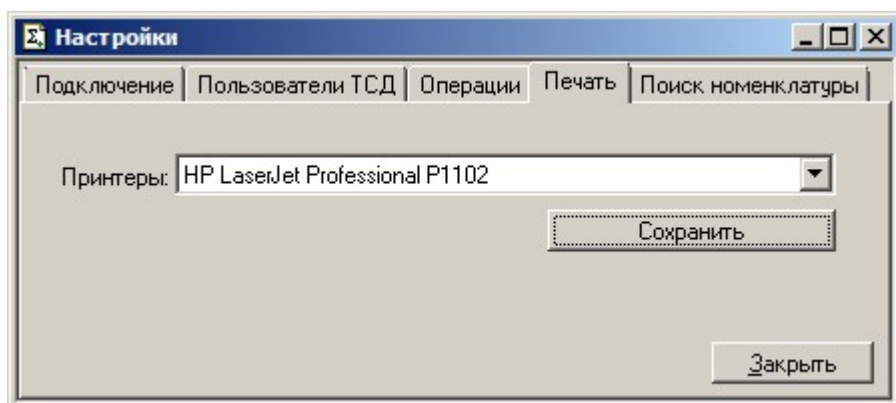 Настройки
Подключение Пользователи ТСД Операции Печать Поиск номенклатуры
Принтеры: HP LaserJet Professional P1102
Сохранить
Закрыть